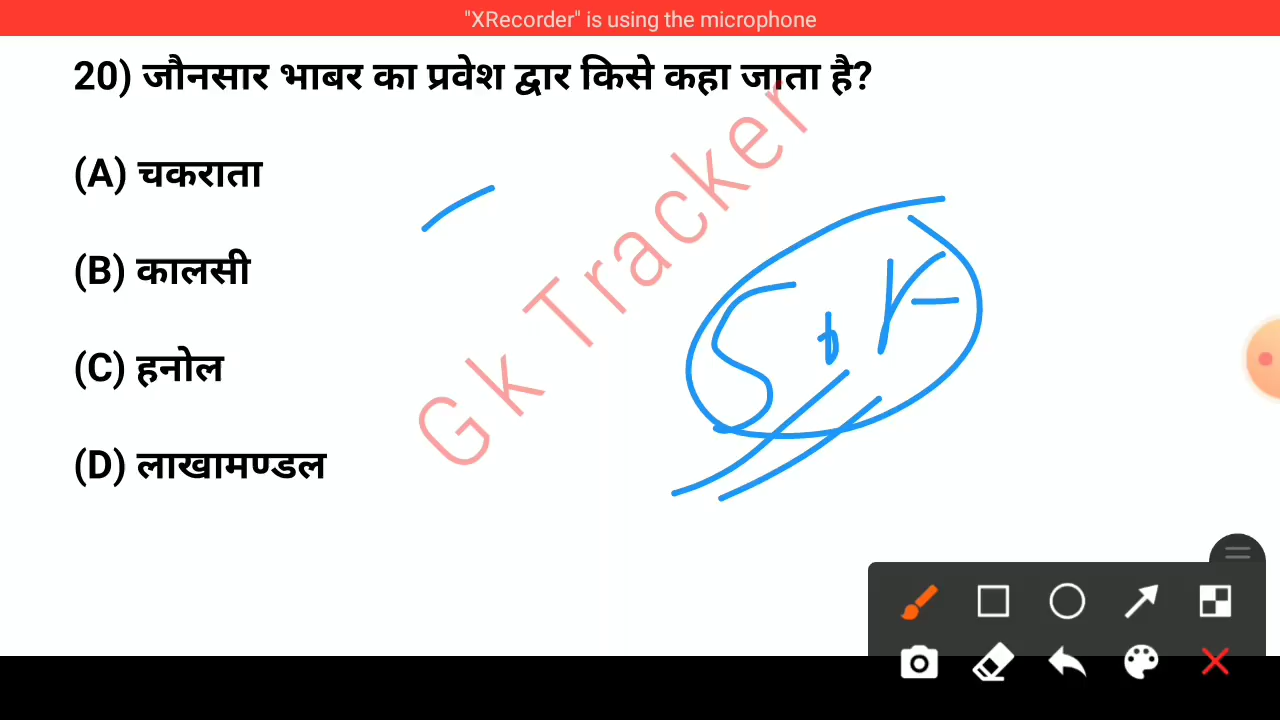 "XRecorder" is using the microphone
20) जौनसार भाबर का प्रवेश द्वार किसे कहा जाता है?
(A) चकराता
(B) कालसी
(C) हनोल
(D) लाखामण्डल
Gk Tracker